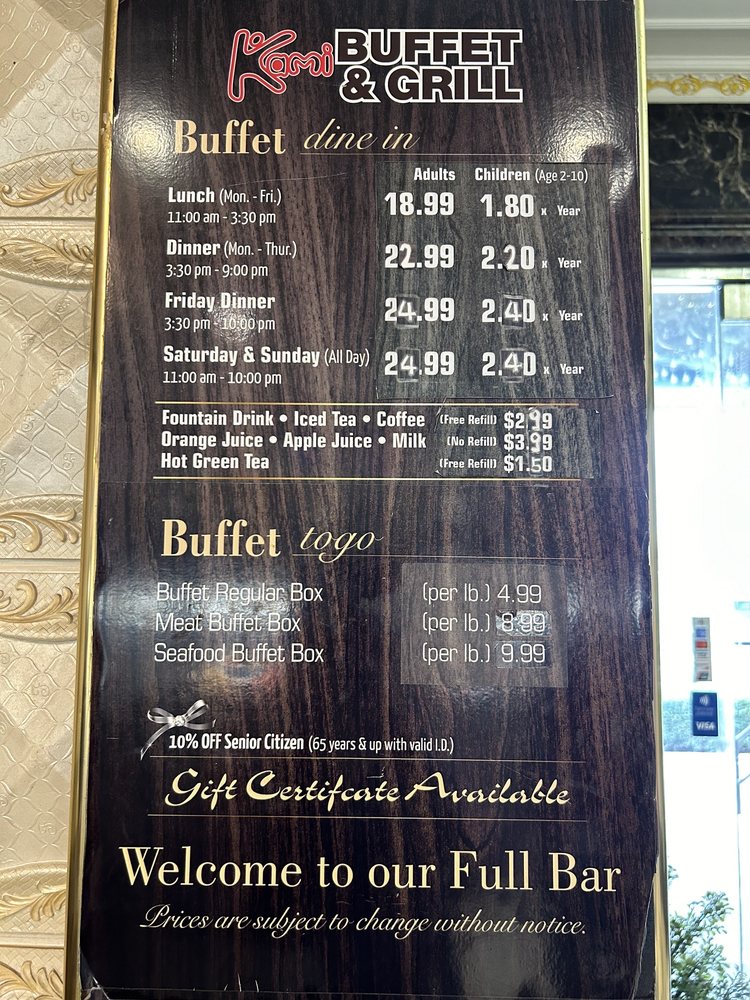 Kami BUFFET
& GRILL
Buffet dine in
Adults Children (Age 2-10)
Lunch (Mon. - Fri.) 18.99 1.80 x Year
11:00 am - 3:30 pm
Dinner (Mon. - Thur.) 22.99 2.20 x Year
3:30 pm - 9:00 pm
Friday Dinner 24.99 2.40 x Year
3:30 pm - 10:00 pm
Saturday & Sunday (All Day) 24.99 2.40 x Year
11:00 am - 10:00 pm
Fountain Drink • Iced Tea • Coffee (Free Refill) $2.99
Orange Juice • Apple Juice • Milk (No Refill) $3.99
Hot Green Tea (Free Refill) $1.50
Buffet togo
Buffet Regular Box (per lb.) 4.99
Meat Buffet Box (per lb.) 8.99
Seafood Buffet Box (per lb.) 9.99
10% OFF Senior Citizen (65 years & up with valid I.D.)
Gift Certifcate Available
Welcome to our Full Bar
Prices are subject to change without notice.
VISA